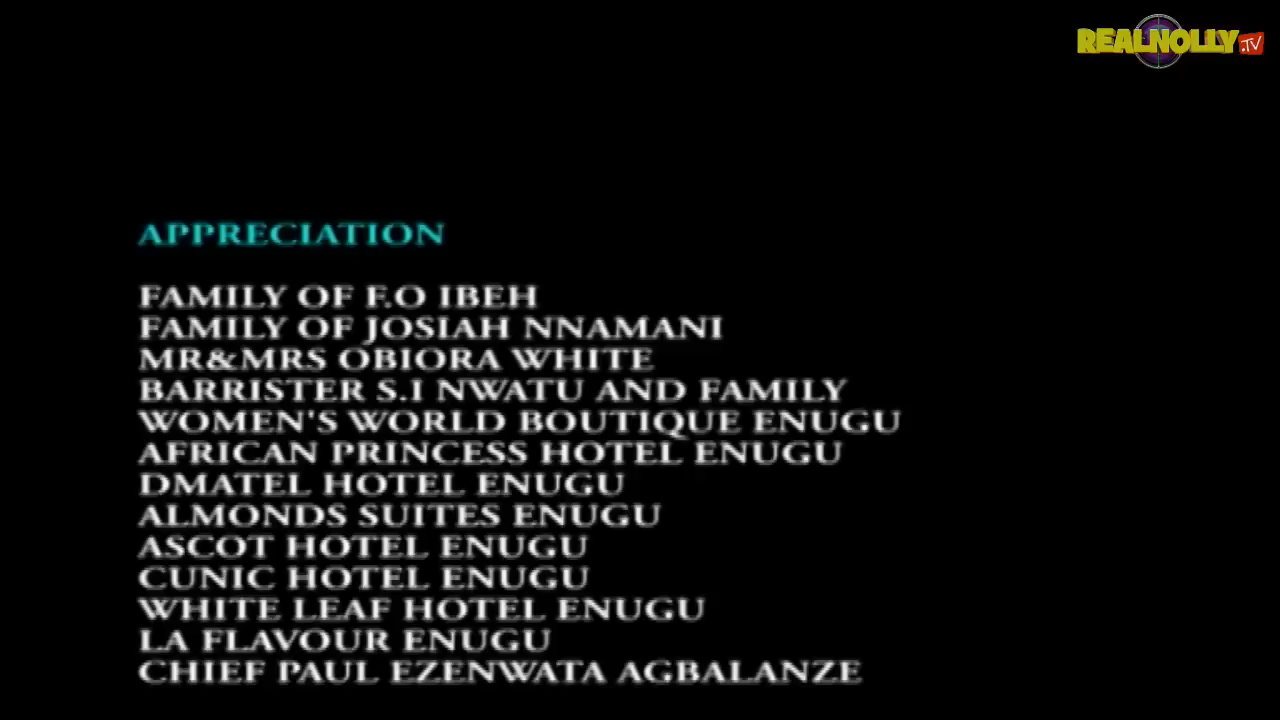 REALNOLLY.TV
APPRECIATION
FAMILY OF F.O IBEH
FAMILY OF JOSIAH NNAMANI
MR&MRS OBIORA WHITE
BARRISTER S.I NWATU AND FAMILY
WOMEN'S WORLD BOUTIQUE ENUGU
AFRICAN PRINCESS HOTEL ENUGU
DMATEL HOTEL ENUGU
ALMONDS SUITES ENUGU
ASCOT HOTEL ENUGU
CUNIC HOTEL ENUGU
WHITE LEAF HOTEL ENUGU
LA FLAVOUR ENUGU
CHIEF PAUL EZENWATA AGBALANZE